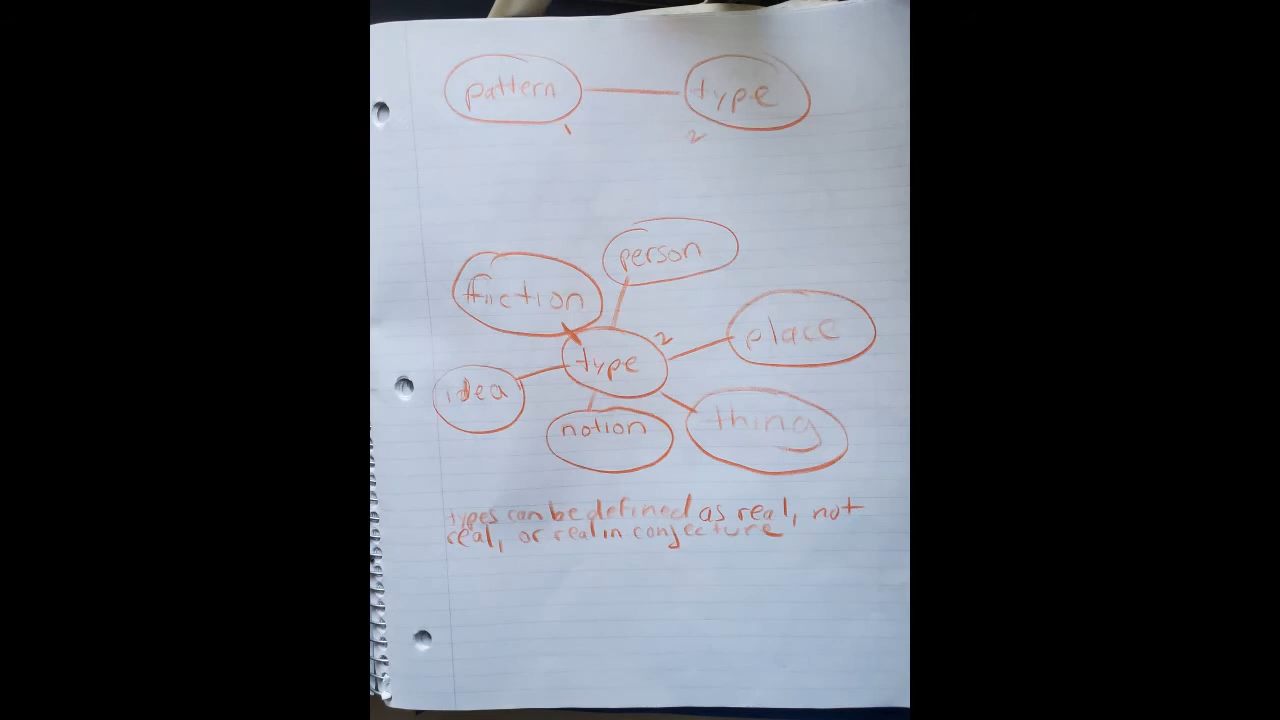 pattern type
1 2
person
fiction
2
place
type
idea
thing
notion
types can be defined as real, not
real, or real in conjecture